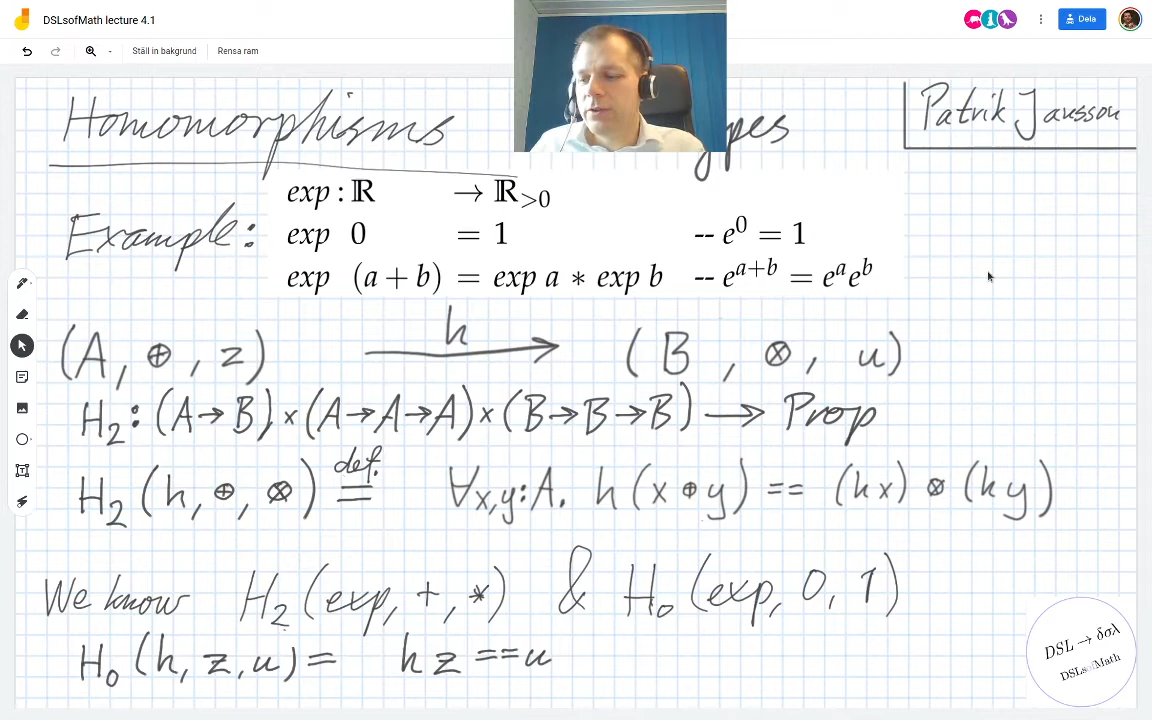 DSLsofMath lecture 4.1
Dela
Ställ in bakgrund
Rensa ram
Homomorphisms
Patrik Jansson
exp : ℝ → ℝ>0
Example:
exp 0 = 1 -- e⁰ = 1
exp (a + b) = exp a ∗ exp b -- eᵃ⁺ᵇ = eᵃeᵇ
(A, ⊕, z) h (B, ⊗, u)
H₂: (A→B)×(A→A→A)×(B→B→B) → Prop
H₂(h, ⊕, ⊗) def. = ∀x,y:A. h(x⊕y) == (hx) ⊗ (hy)
We know H₂(exp, +, *) & H₀(exp, 0, 1)
H₀(h, z, u) = h z == u
DSL → δσλ
DSLsofMath